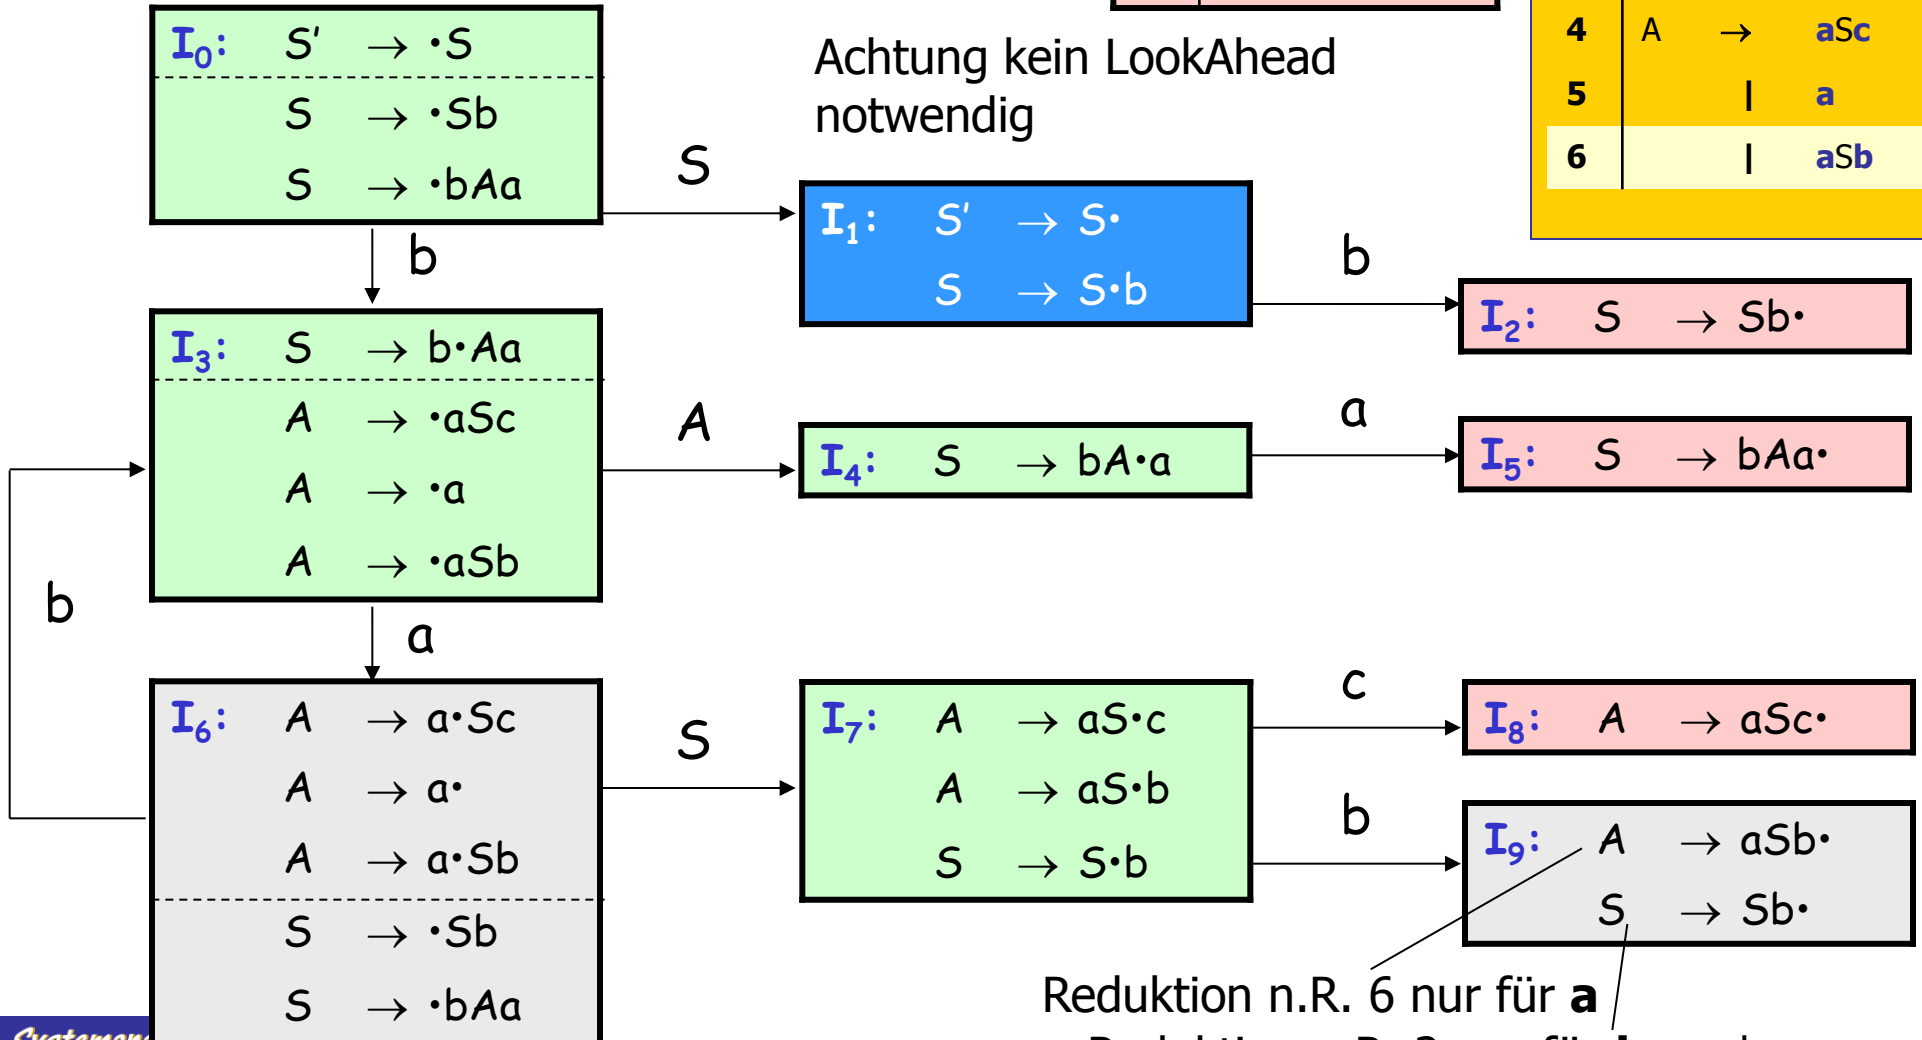 I0: S' → •S
S → •Sb
S → •bAa
Achtung kein LookAhead
notwendig
4 A → aSc
5 | a
6 | aSb
S
b
I1: S' → S•
S → S•b
b
I2: S → Sb•
I3: S → b•Aa
A → •aSc
A → •a
A → •aSb
A
I4: S → bA•a
a
I5: S → bAa•
b
a
I6: A → a•Sc
A → a•
A → a•Sb
S → •Sb
S → •bAa
S
I7: A → aS•c
A → aS•b
S → S•b
c
I8: A → aSc•
b
I9: A → aSb•
S → Sb•
Reduktion n.R. 6 nur für a